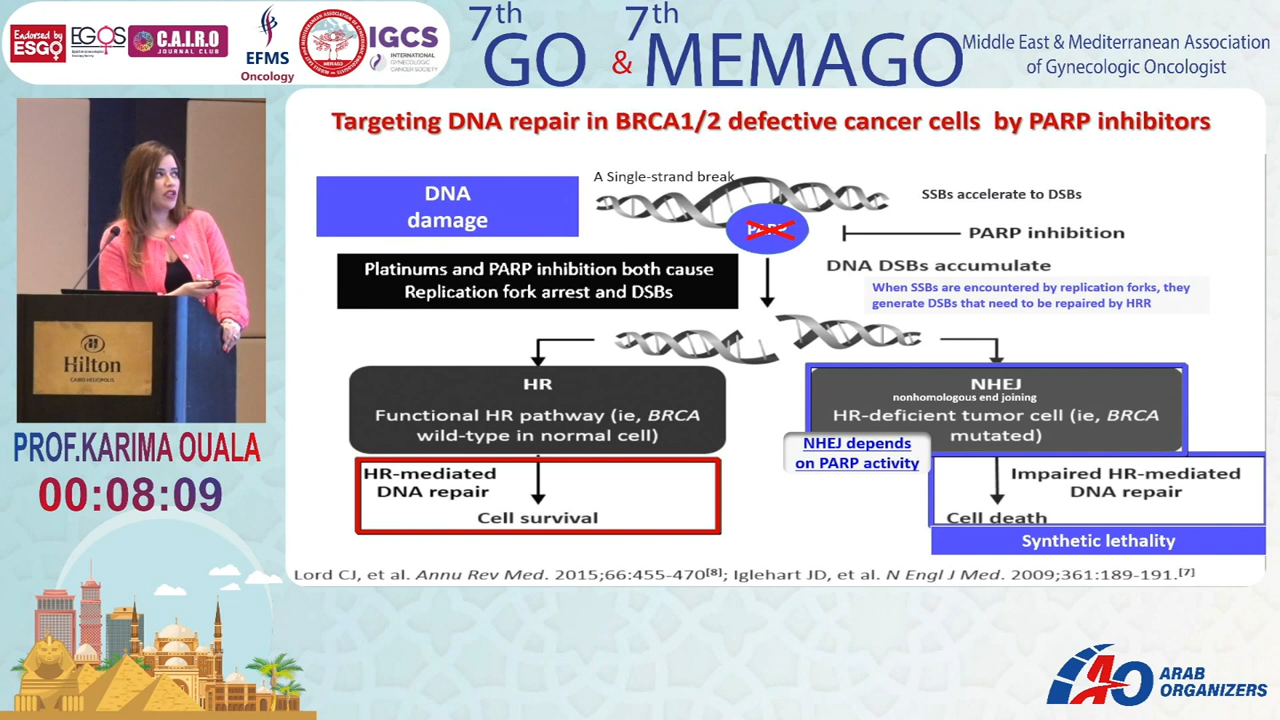 Endorsed by
ESGO
EGOS
C.A.I.R.O
JOURNAL CLUB
EFMS
Oncology
MEMAGO
IGCS
INTERNATIONAL
GYNECOLOGIC
CANCER SOCIETY
7th
GO
&
7th
MEMAGO
Middle East & Mediterranean Association
of Gynecologic Oncologist
Targeting DNA repair in BRCA1/2 defective cancer cells by PARP inhibitors
DNA
damage
A Single-strand break
SSBs accelerate to DSBs
PARP
PARP inhibition
Platinums and PARP inhibition both cause
Replication fork arrest and DSBs
DNA DSBs accumulate
When SSBs are encountered by replication forks, they
generate DSBs that need to be repaired by HRR
HR
Functional HR pathway (ie, BRCA
wild-type in normal cell)
NHEJ
nonhomologous end joining
HR-deficient tumor cell (ie, BRCA
mutated)
NHEJ depends
on PARP activity
HR-mediated
DNA repair
Cell survival
Impaired HR-mediated
DNA repair
Cell death
Synthetic lethality
Lord CJ, et al. Annu Rev Med. 2015;66:455-470[8]; Iglehart JD, et al. N Engl J Med. 2009;361:189-191.[7]
Hilton
CAIRO HELIOPOLIS
PROF.KARIMA OUALA
00:08:09
ARAB
ORGANIZERS